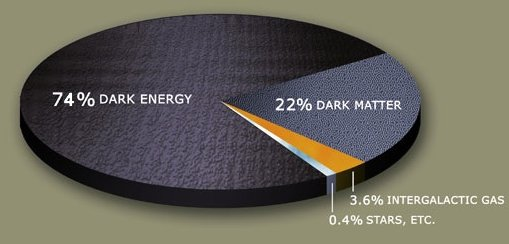 74% DARK ENERGY
22% DARK MATTER
3.6% INTERGALACTIC GAS
0.4% STARS, ETC.